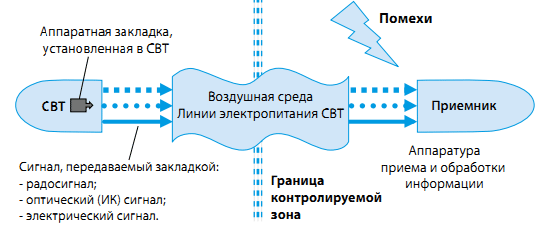 Аппаратная закладка,
установленная в СВТ
Помехи
СВТ
Воздушная среда
Линии электропитания СВТ
Приемник
Сигнал, передаваемый закладкой:
- радосигнал;
- оптический (ИК) сигнал;
- электрический сигнал.
Граница
контролируемой
зона
Аппаратура
приема и обработки
информации